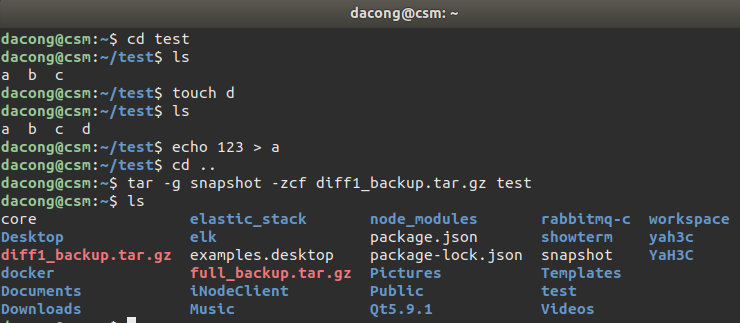 dacong@csm: ~
dacong@csm:~$ cd test
dacong@csm:~/test$ ls
a  b  c
dacong@csm:~/test$ touch d
dacong@csm:~/test$ ls
a  b  c  d
dacong@csm:~/test$ echo 123 > a
dacong@csm:~/test$ cd ..
dacong@csm:~$ tar -g snapshot -zcf diff1_backup.tar.gz test
dacong@csm:~$ ls
core                  elastic_stack       node_modules       rabbitmq-c  workspace
Desktop               elk                 package.json       showterm    yah3c
diff1_backup.tar.gz   examples.desktop    package-lock.json  snapshot    YaH3C
docker                full_backup.tar.gz  Pictures           Templates
Documents             iNodeClient         Public             test
Downloads             Music               Qt5.9.1            Videos
dacong@csm:~$